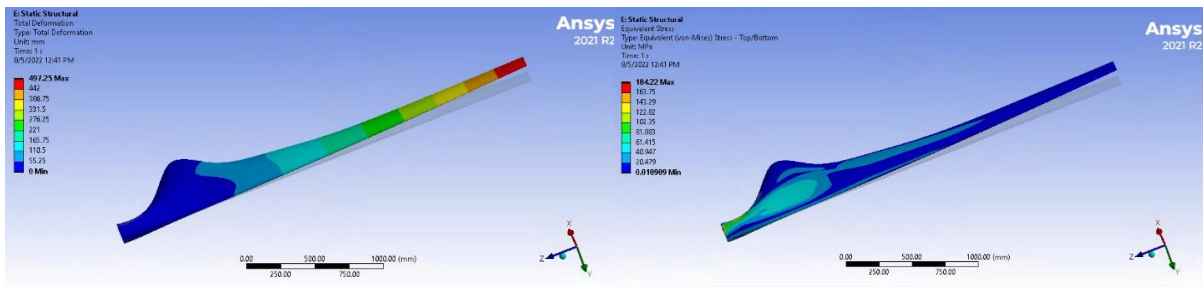 E: Static Structural
Total Deformation
Type: Total Deformation
Unit: mm
Time: 1 s
8/5/2022 12:41 PM
497.25 Max
442
386.75
331.5
276.25
221
165.75
110.5
55.25
0 Min
Ansys
2021 R2
0.00 500.00 1000.00 (mm)
250.00 750.00
X
Z
Y
E: Static Structural
Equivalent Stress
Type: Equivalent (von-Mises) Stress - Top/Bottom
Unit: MPa
Time: 1 s
8/5/2022 12:41 PM
184.22 Max
163.75
143.29
122.82
102.35
81.883
61.415
40.947
20.479
0.010909 Min
Ansys
2021 R2
0.00 500.00 1000.00 (mm)
250.00 750.00
X
Z
Y